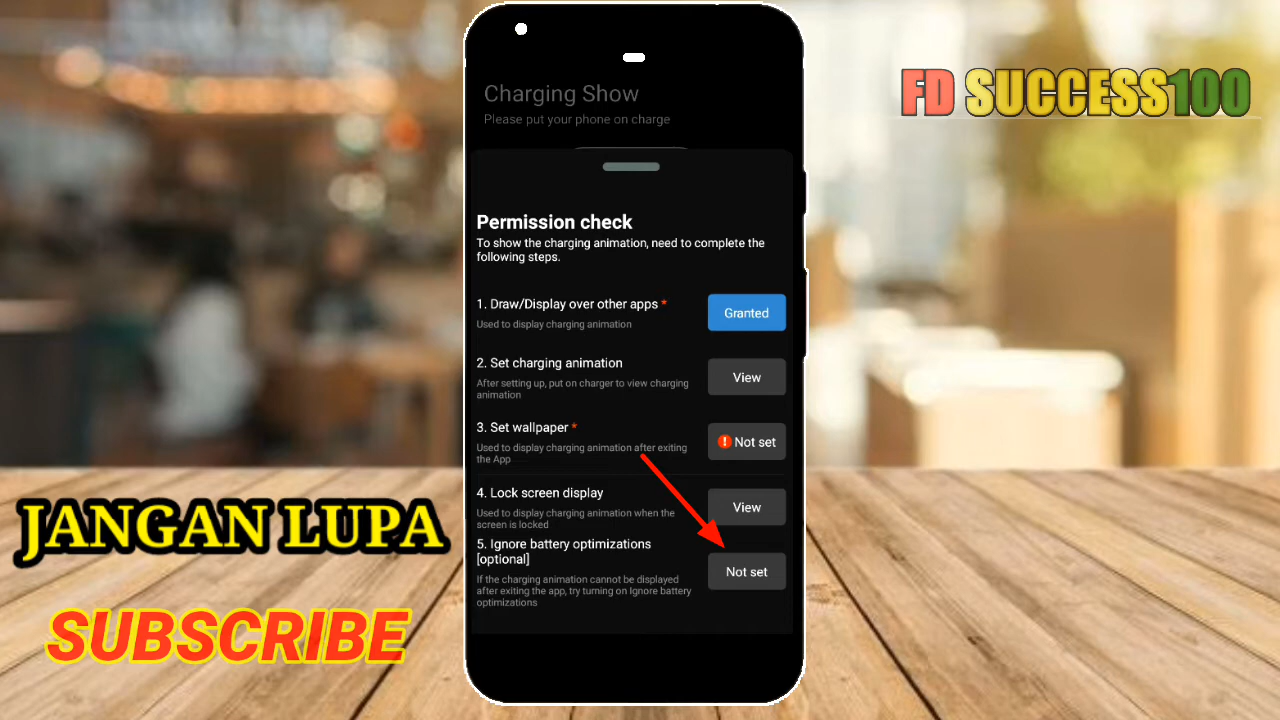 FD SUCCESS100
Charging Show
Please put your phone on charge
Permission check
To show the charging animation, need to complete the
following steps.
1. Draw/Display over other apps *
Used to display charging animation
Granted
2. Set charging animation
After setting up, put on charger to view charging
animation
View
3. Set wallpaper *
Used to display charging animation after exiting
the App
! Not set
4. Lock screen display
Used to display charging animation when the
screen is locked
View
5. Ignore battery optimizations
[optional]
If the charging animation cannot be displayed
after exiting the app, try turning on Ignore battery
optimizations
Not set
JANGAN LUPA
SUBSCRIBE